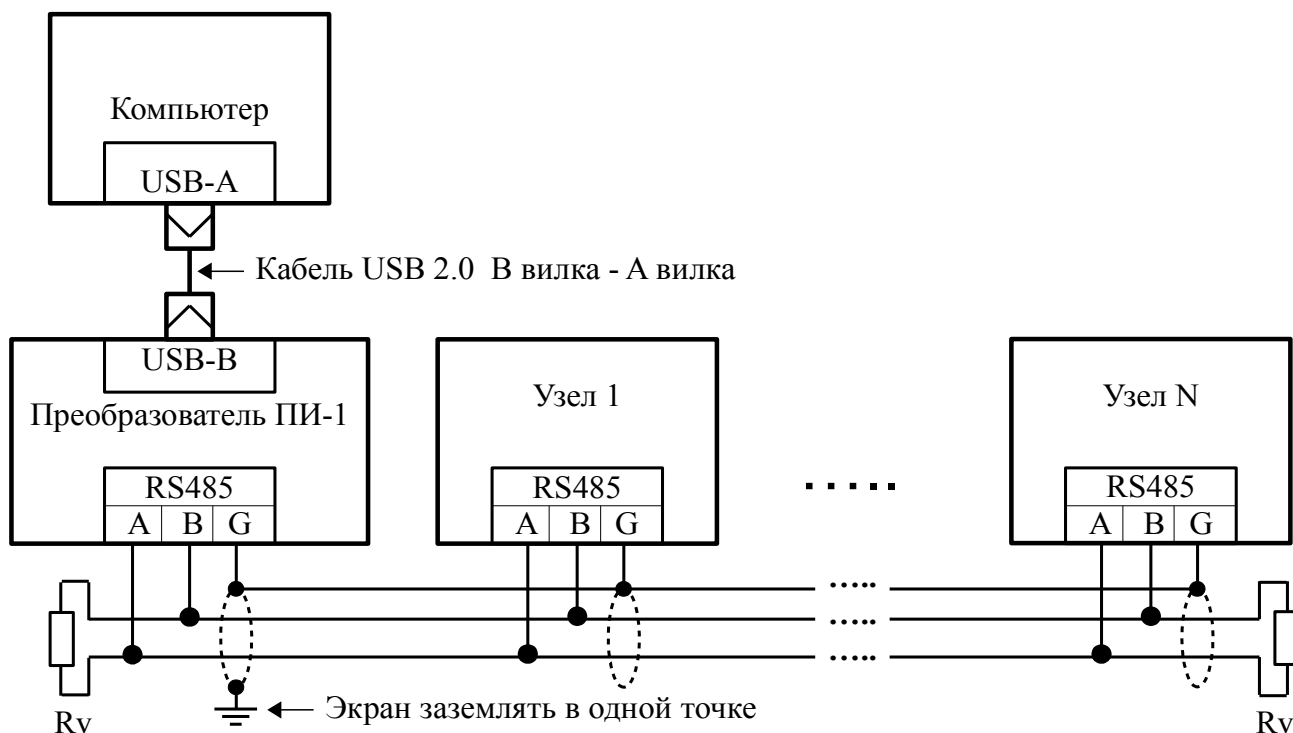 Компьютер
USB-A
Кабель USB 2.0 В вилка - А вилка
USB-B
Преобразователь ПИ-1
RS485
A B G
Узел 1
RS485
A B G
.....
Узел N
RS485
A B G
.....
.....
.....
Экран заземлять в одной точке
Rv
Rv